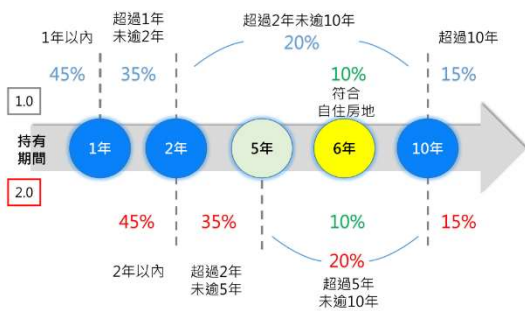 1年以內
超過1年
未逾2年
超過2年未逾10年
超過10年
45%
35%
20%
10%
15%
符合
自住房地
1.0
持有
期間
1年
2年
5年
6年
10年
2.0
45%
35%
10%
15%
20%
2年以內
超過2年
未逾5年
超過5年
未逾10年